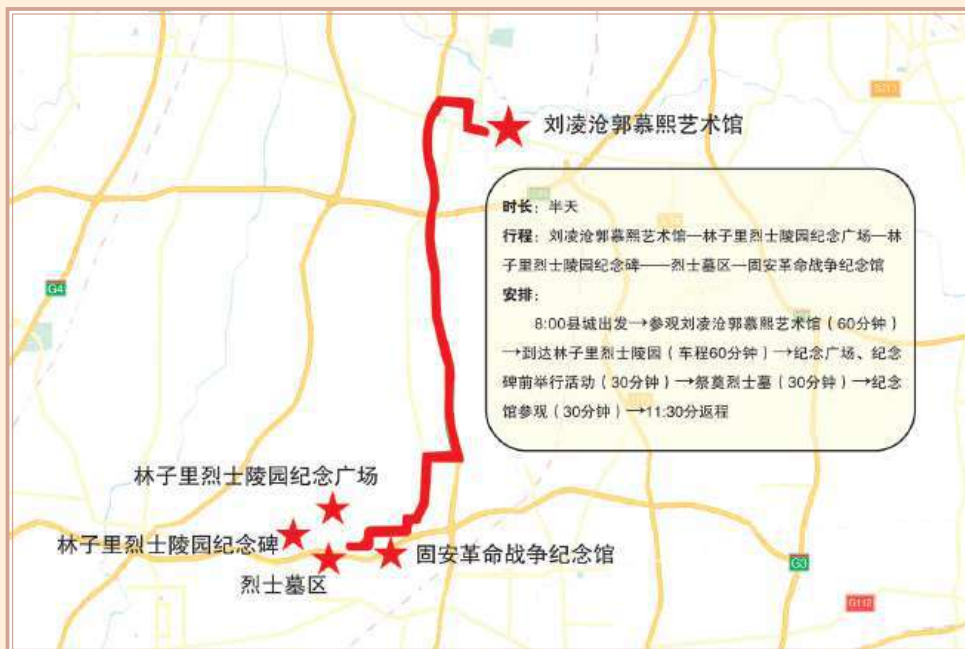 刘凌沧郭慕熙艺术馆
时长：半天
行程：刘凌沧郭慕熙艺术馆—林子里烈士陵园纪念广场—林
子里烈士陵园纪念碑——烈士墓区—固安革命战争纪念馆
安排：
8:00县城出发→参观刘凌沧郭慕熙艺术馆（60分钟）
→到达林子里烈士陵园（车程60分钟）→纪念广场、纪念
碑前举行活动（30分钟）→祭奠烈士墓（30分钟）→纪念
馆参观（30分钟）→11:30分返程
林子里烈士陵园纪念广场
林子里烈士陵园纪念碑
固安革命战争纪念馆
烈士墓区
G3
G112